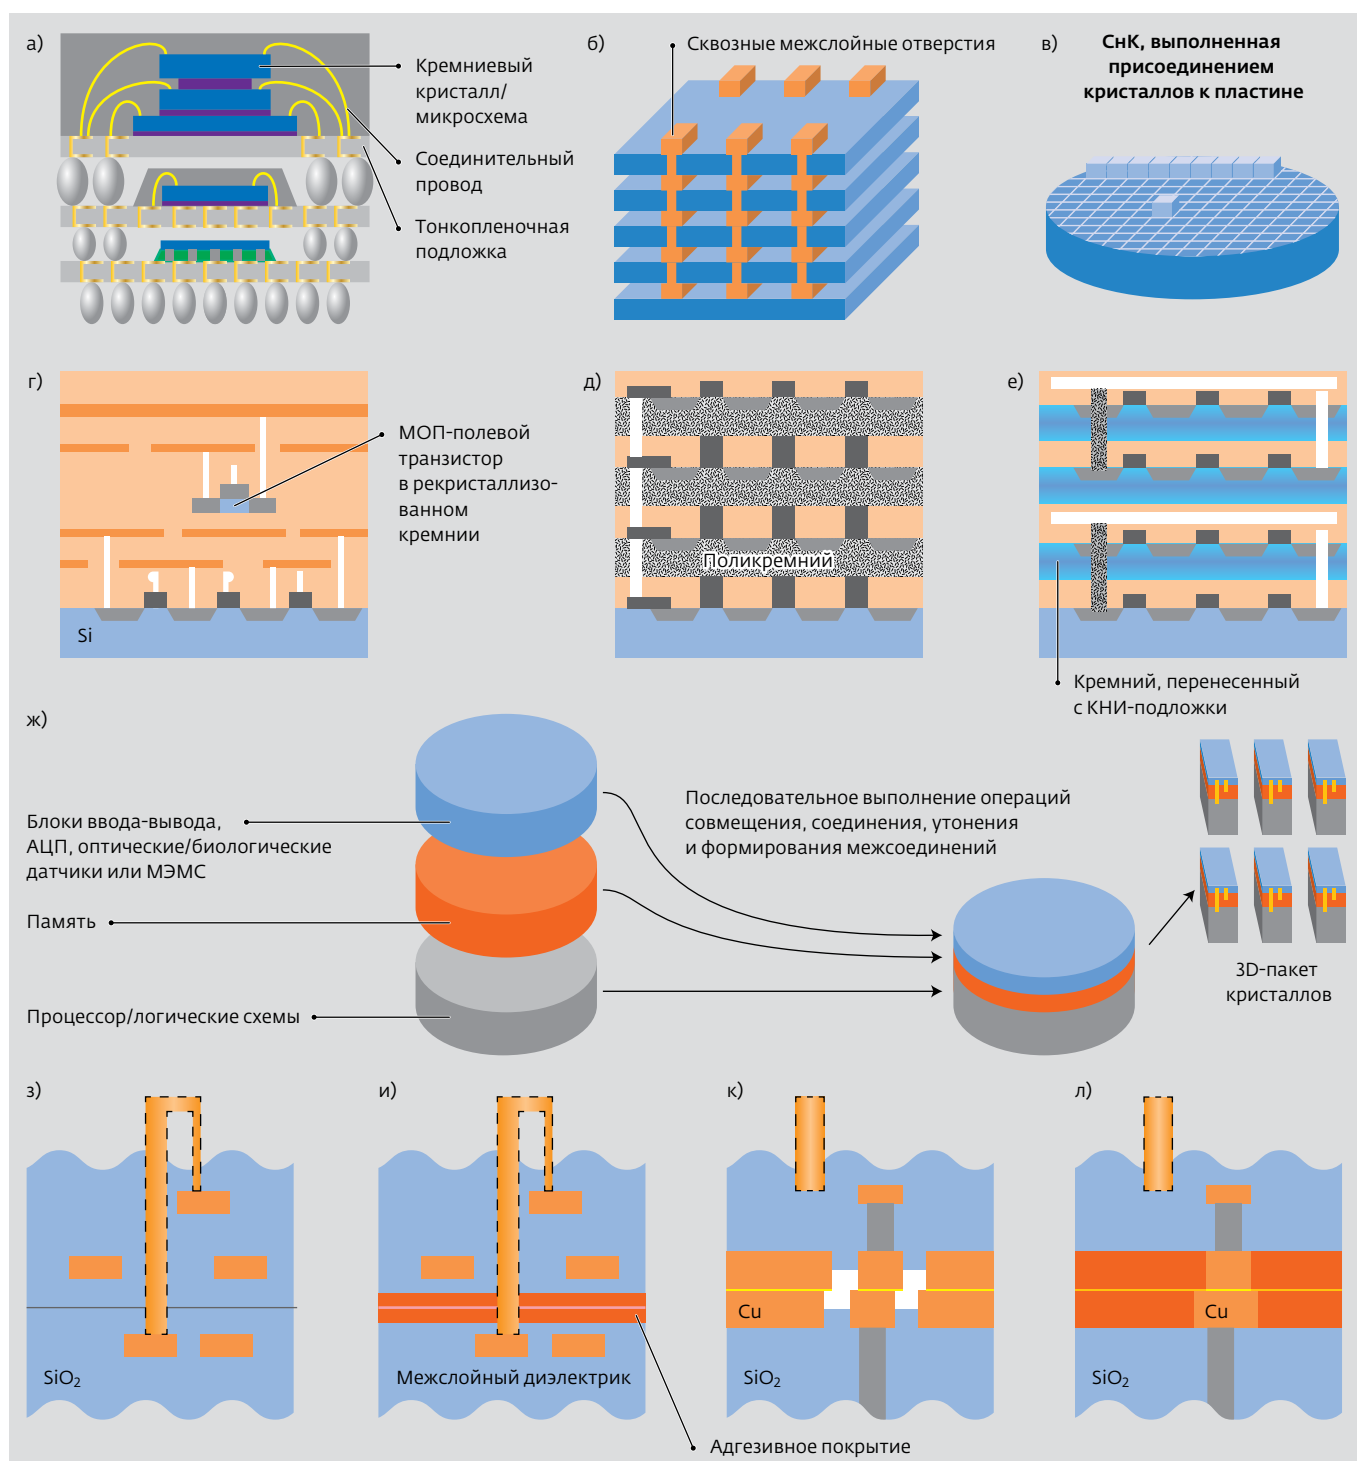 а)
Кремниевый
кристалл/
микросхема
Соединительный
провод
Тонкопленочная
подложка
б)
Сквозные межслойные отверстия
в)
СнК, выполненная
присоединением
кристаллов к пластине
г)
МОП-полевой
транзистор
в рекристаллизо-
ванном
кремнии
Si
д)
Поликремний
е)
Кремний, перенесенный
с КНИ-подложки
ж)
Блоки ввода-вывода,
АЦП, оптические/биологические
датчики или МЭМС
Память
Процессор/логические схемы
Последовательное выполнение операций
совмещения, соединения, утонения
и формирования межсоединений
3D-пакет
кристаллов
з)
SiO₂
и)
Межслойный диэлектрик
Адгезивное покрытие
к)
Cu
SiO₂
л)
Cu
SiO₂